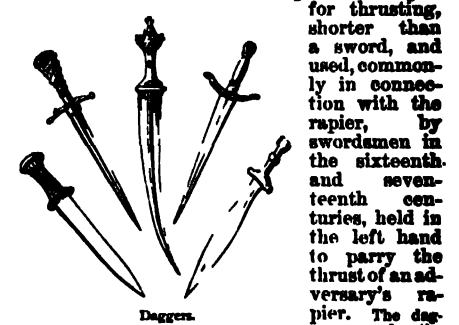 for thrusting,
shorter than
a sword, and
used, common-
ly in connec-
tion with the
rapier, by
swordsmen in
the sixteenth
and seven-
teenth cen-
turies, held in
the left hand
to parry the
thrust of an ad-
versary's ra-
pier. The dag-
Daggers.